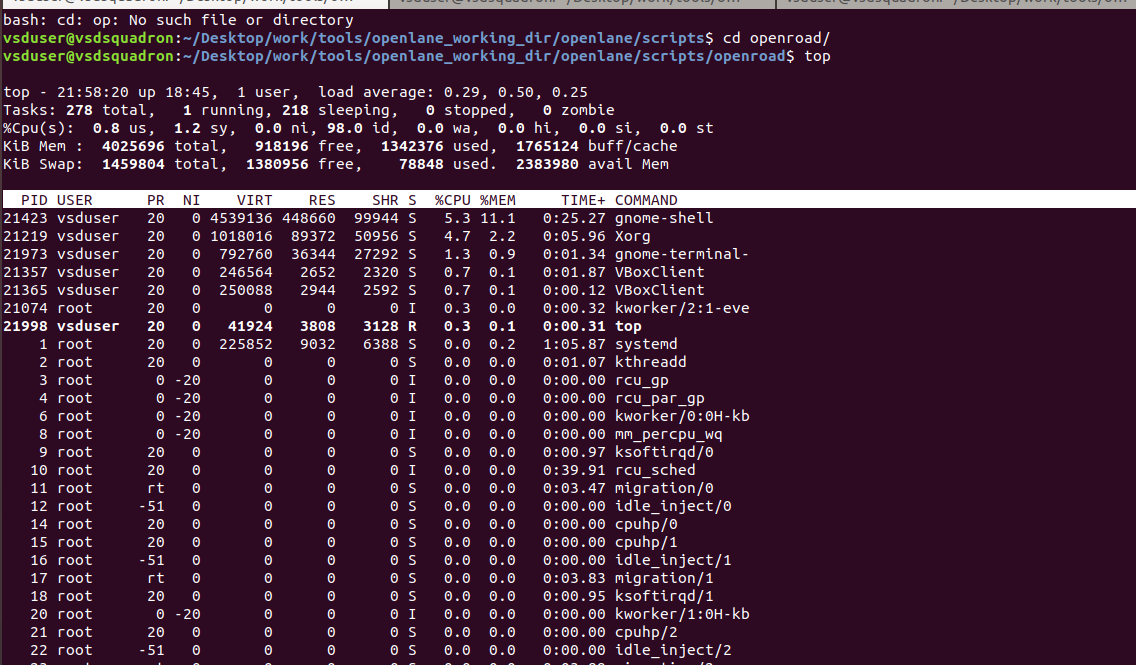 bash: cd: op: No such file or directory
vsduser@vsdsquadron:~/Desktop/work/tools/openlane_working_dir/openlane/scripts$ cd openroad/
vsduser@vsdsquadron:~/Desktop/work/tools/openlane_working_dir/openlane/scripts/openroad$ top
top - 21:58:20 up 18:45,  1 user,  load average: 0.29, 0.50, 0.25
Tasks: 278 total,   1 running, 218 sleeping,   0 stopped,   0 zombie
%Cpu(s):  0.8 us,  1.2 sy,  0.0 ni, 98.0 id,  0.0 wa,  0.0 hi,  0.0 si,  0.0 st
KiB Mem :  4025696 total,   918196 free,  1342376 used,  1765124 buff/cache
KiB Swap:  1459804 total,  1380956 free,    78848 used.  2383980 avail Mem
  PID USER      PR  NI    VIRT    RES    SHR S  %CPU %MEM     TIME+ COMMAND
21423 vsduser   20   0 4539136 448660  99944 S   5.3 11.1   0:25.27 gnome-shell
21219 vsduser   20   0 1018016  89372  50956 S   4.7  2.2   0:05.96 Xorg
21973 vsduser   20   0  792760  36344  27292 S   1.3  0.9   0:01.34 gnome-terminal-
21357 vsduser   20   0  246564   2652   2320 S   0.7  0.1   0:01.87 VBoxClient
21365 vsduser   20   0  250088   2944   2592 S   0.7  0.1   0:00.12 VBoxClient
21074 root      20   0       0      0      0 I   0.3  0.0   0:00.32 kworker/2:1-eve
21998 vsduser   20   0   41924   3808   3128 R   0.3  0.1   0:00.31 top
    1 root      20   0  225852   9032   6388 S   0.0  0.2   1:05.87 systemd
    2 root      20   0       0      0      0 S   0.0  0.0   0:01.07 kthreadd
    3 root       0 -20       0      0      0 I   0.0  0.0   0:00.00 rcu_gp
    4 root       0 -20       0      0      0 I   0.0  0.0   0:00.00 rcu_par_gp
    6 root       0 -20       0      0      0 I   0.0  0.0   0:00.00 kworker/0:0H-kb
    8 root       0 -20       0      0      0 I   0.0  0.0   0:00.00 mm_percpu_wq
    9 root      20   0       0      0      0 S   0.0  0.0   0:00.97 ksoftirqd/0
   10 root      20   0       0      0      0 I   0.0  0.0   0:39.91 rcu_sched
   11 root      rt   0       0      0      0 S   0.0  0.0   0:03.47 migration/0
   12 root     -51   0       0      0      0 S   0.0  0.0   0:00.00 idle_inject/0
   14 root      20   0       0      0      0 S   0.0  0.0   0:00.00 cpuhp/0
   15 root      20   0       0      0      0 S   0.0  0.0   0:00.00 cpuhp/1
   16 root     -51   0       0      0      0 S   0.0  0.0   0:00.00 idle_inject/1
   17 root      rt   0       0      0      0 S   0.0  0.0   0:03.83 migration/1
   18 root      20   0       0      0      0 S   0.0  0.0   0:00.95 ksoftirqd/1
   20 root       0 -20       0      0      0 I   0.0  0.0   0:00.00 kworker/1:0H-kb
   21 root      20   0       0      0      0 S   0.0  0.0   0:00.00 cpuhp/2
   22 root     -51   0       0      0      0 S   0.0  0.0   0:00.00 idle_inject/2